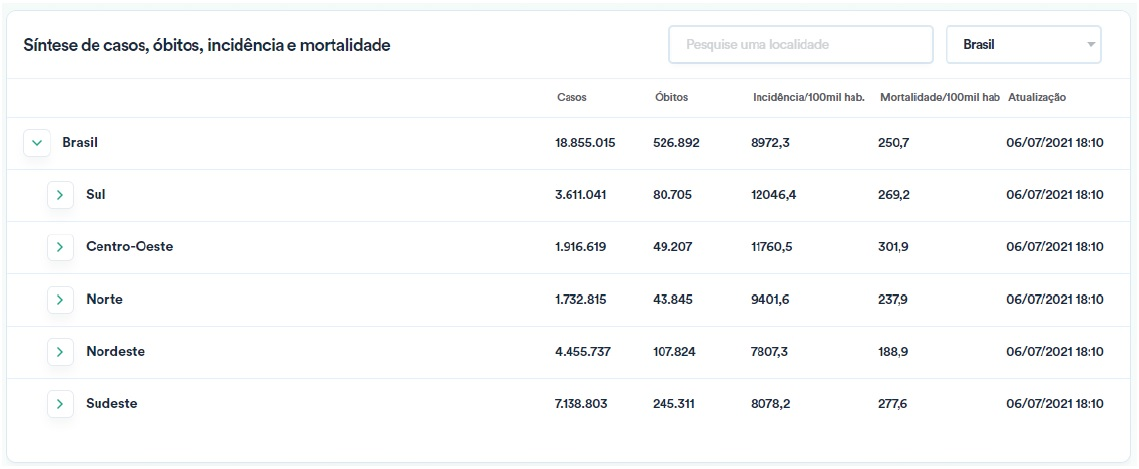 Síntese de casos, óbitos, incidência e mortalidade Pesquise uma localidade Brasil
Casos Óbitos Incidência/100mil hab. Mortalidade/100mil hab Atualização
Brasil 18.855.015 526.892 8972,3 250,7 06/07/2021 18:10
Sul 3.611.041 80.705 12046,4 269,2 06/07/2021 18:10
Centro-Oeste 1.916.619 49.207 11760,5 301,9 06/07/2021 18:10
Norte 1.732.815 43.845 9401,6 237,9 06/07/2021 18:10
Nordeste 4.455.737 107.824 7807,3 188,9 06/07/2021 18:10
Sudeste 7.138.803 245.311 8078,2 277,6 06/07/2021 18:10